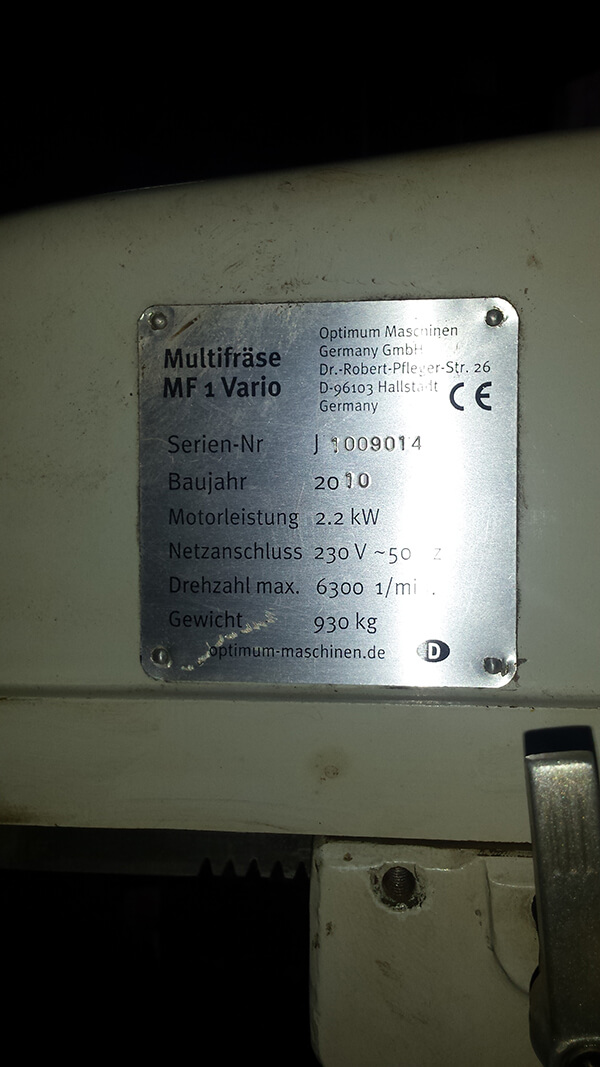 Multifräse
MF 1 Vario
Optimum Maschinen
Germany GmbH
Dr.-Robert-Pfleger-Str. 26
D-96103 Hallstadt
Germany
CE
Serien-Nr J 1009014
Baujahr 2010
Motorleistung 2.2 kW
Netzanschluss 230 V ~50 z
Drehzahl max. 6300 1/mi .
Gewicht 930 kg
optimum-maschinen.de D